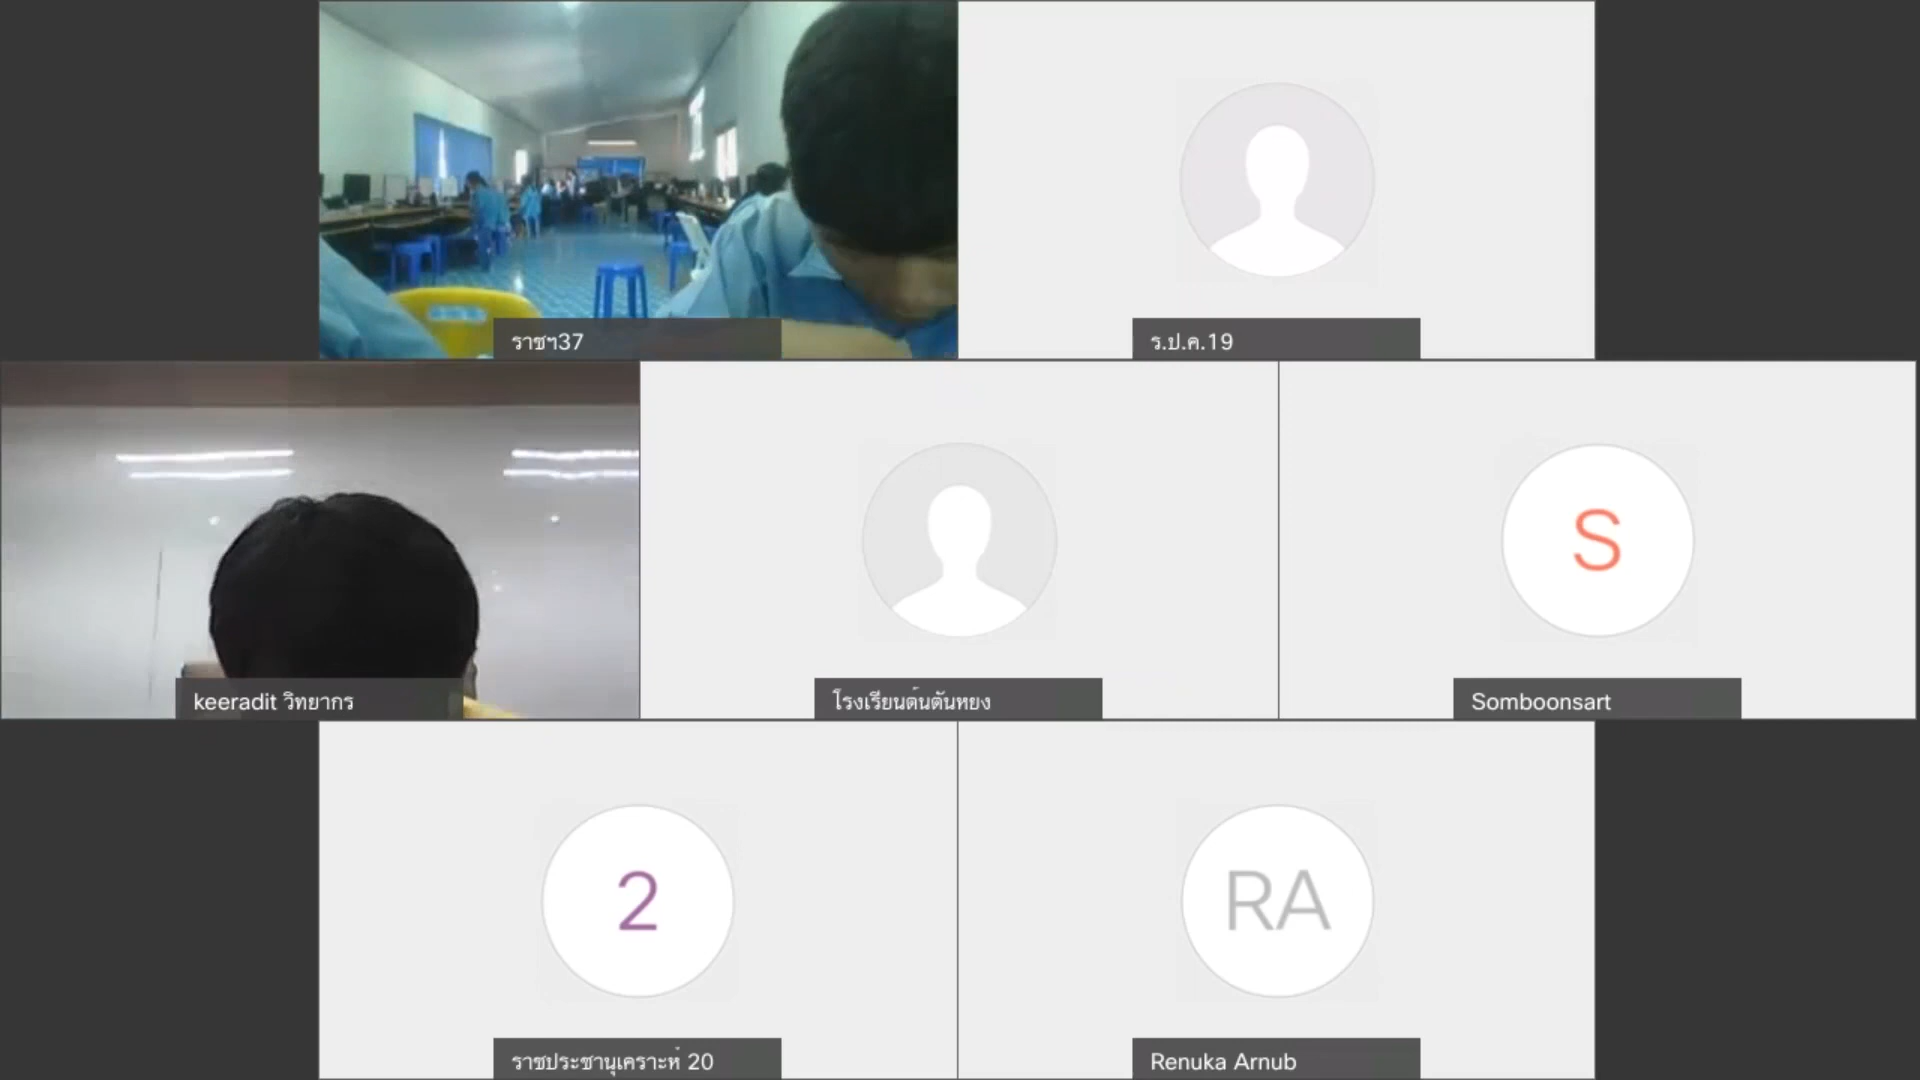 ราชฯ37
ร.ป.ค.19
keeradit วิทยากร
โรงเรียนต้นตันหยง
S
Somboonsart
2
ราชประชานุเคราะห์ 20
RA
Renuka Arnub